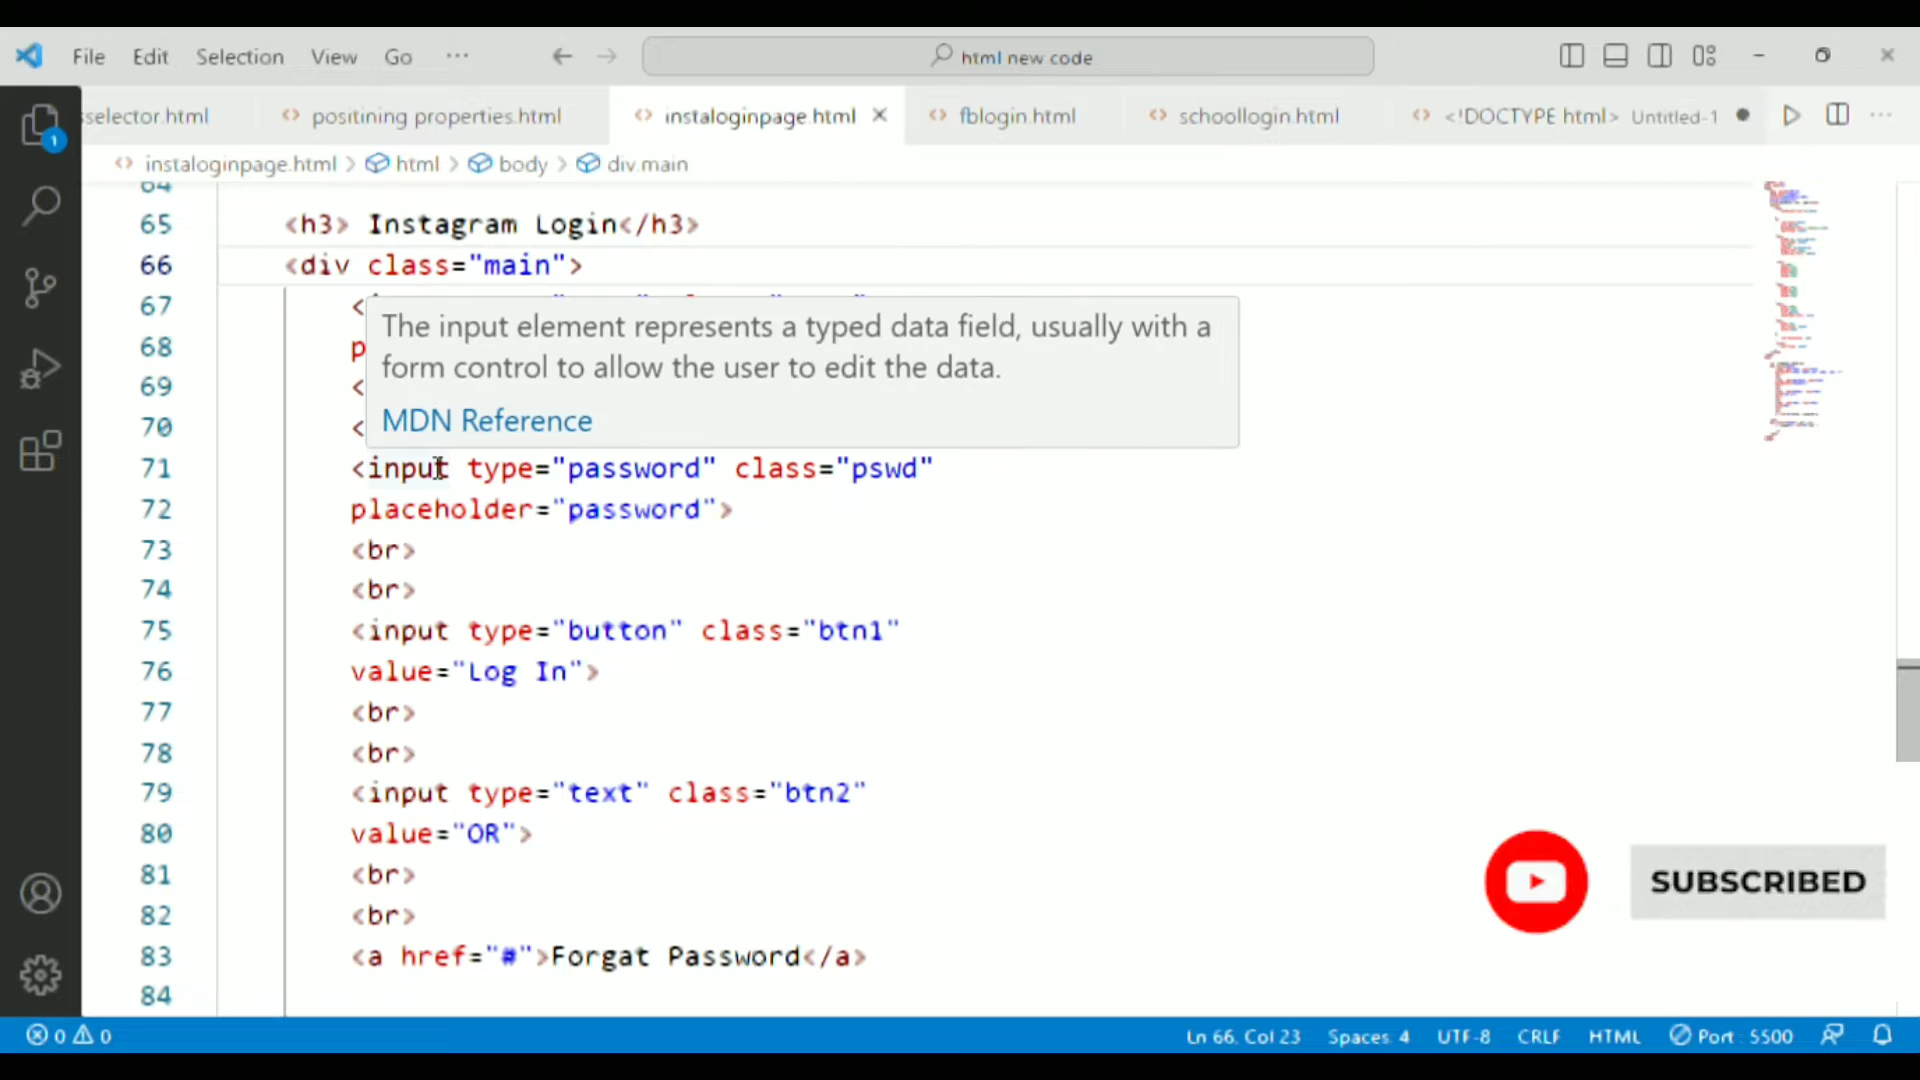 File Edit Selection View Go ··· html new code
selector.html positining properties.html instaloginpage.html fblogin.html schoollogin.html <!DOCTYPE html> Untitled-1
instaloginpage.html > html > body > div.main
64
65 <h3> Instagram Login</h3>
66 <div class="main">
67 <
68 p
69 <
70 <
The input element represents a typed data field, usually with a
form control to allow the user to edit the data.
MDN Reference
71 <input type="password" class="pswd"
72 placeholder="password">
73 <br>
74 <br>
75 <input type="button" class="btn1"
76 value="Log In">
77 <br>
78 <br>
79 <input type="text" class="btn2"
80 value="OR">
81 <br>
82 <br>
83 <a href="#">Forgat Password</a>
84
1
SUBSCRIBED
0 0 Ln 66, Col 23 Spaces: 4 UTF-8 CRLF HTML Port : 5500